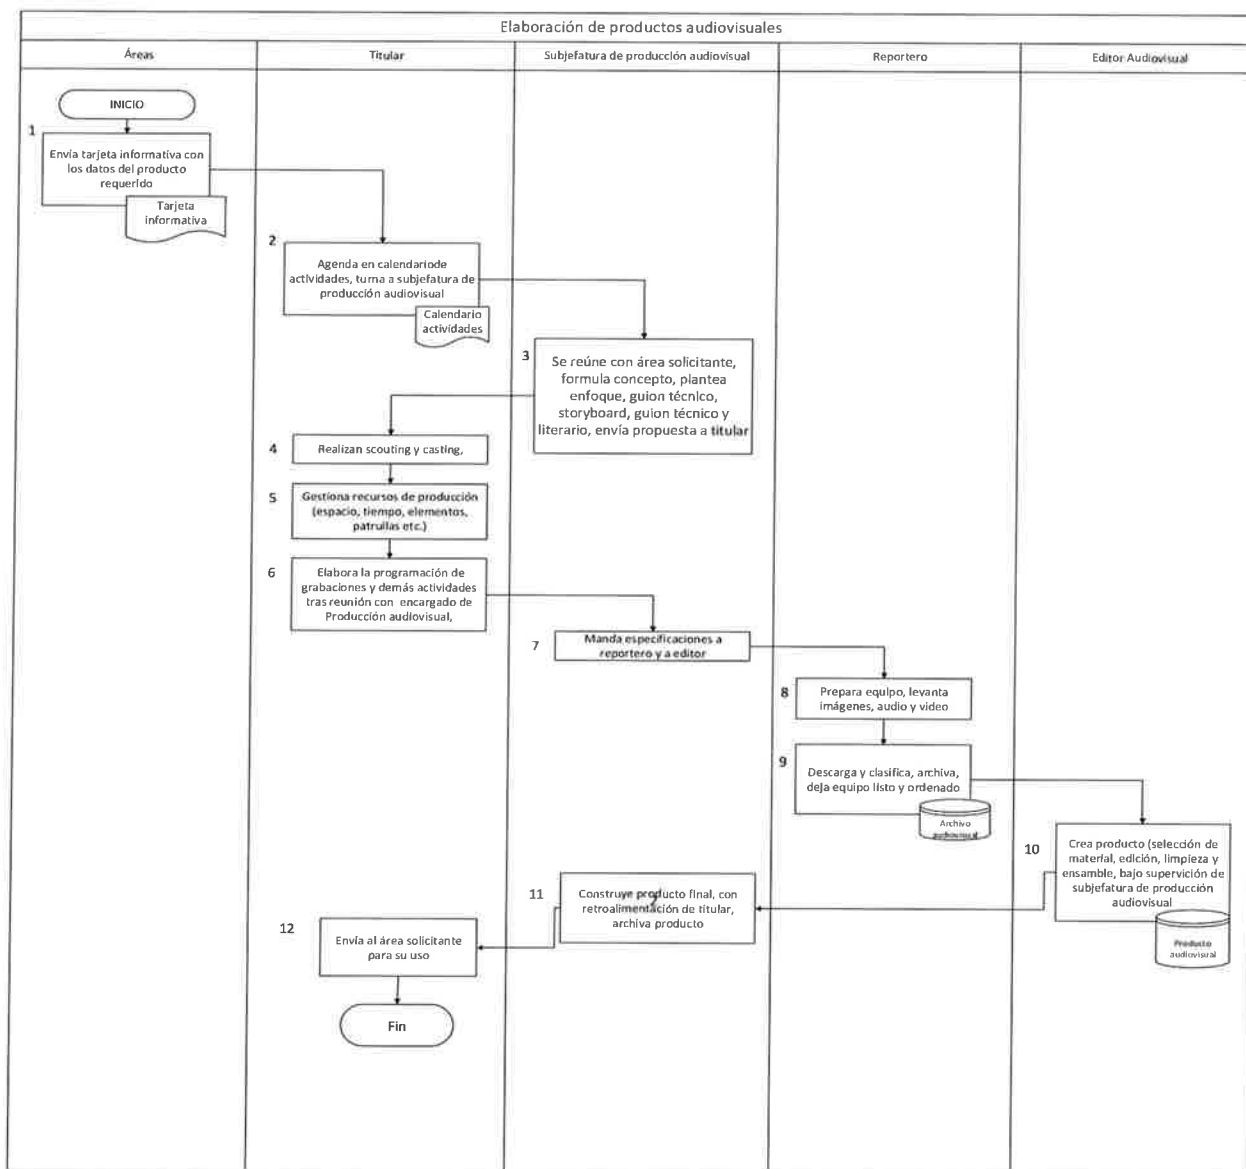 Elaboración de productos audiovisuales
Áreas
Titular
Subjefatura de producción audiovisual
Reportero
Editor Audiovisual
INICIO
1
Envía tarjeta informativa con
los datos del producto
requerido
Tarjeta
informativa
2
Agenda en calendariode
actividades, turna a subjefatura de
producción audiovisual
Calendario
actividades
3
Se reúne con área solicitante,
formula concepto, plantea
enfoque, guion técnico,
storyboard, guion técnico y
literario, envía propuesta a titular
4
Realizan scouting y casting,
5
Gestiona recursos de producción
(espacio, tiempo, elementos,
patrullas etc.)
6
Elabora la programación de
grabaciones y demás actividades
tras reunión con encargado de
Producción audiovisual,
7
Manda especificaciones a
reportero y a editor
8
Prepara equipo, levanta
imágenes, audio y video
9
Descarga y clasifica, archiva,
deja equipo listo y ordenado
Archivo
audiovisual
10
Crea producto (selección de
material, edición, limpieza y
ensamble, bajo supervisión de
subjefatura de producción
audiovisual
Producto
audiovisual
11
Construye producto final, con
retroalimentación de titular,
archiva producto
12
Envía al área solicitante
para su uso
Fin